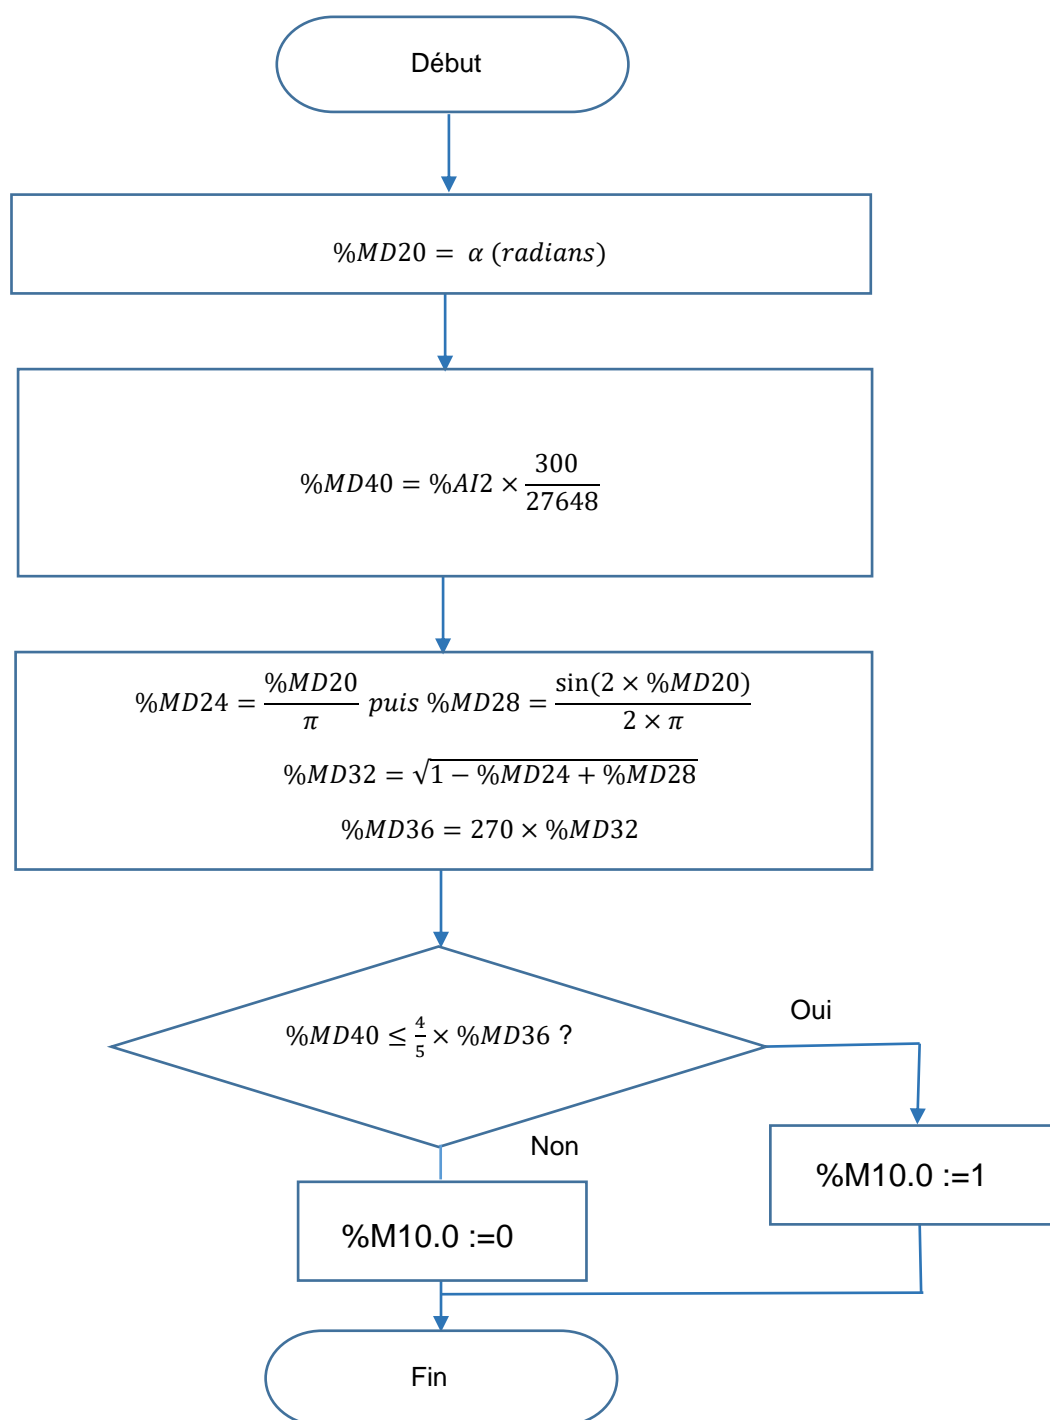 Début
%MD20 = α (radians)
%MD40 = %AI2 × 300/27648
%MD24 = %MD20/π puis %MD28 = sin(2 × %MD20)/(2 × π)
%MD32 = √(1 − %MD24 + %MD28)
%MD36 = 270 × %MD32
%MD40 ≤ 4/5 × %MD36 ?
Oui
Non
%M10.0 :=1
%M10.0 :=0
Fin